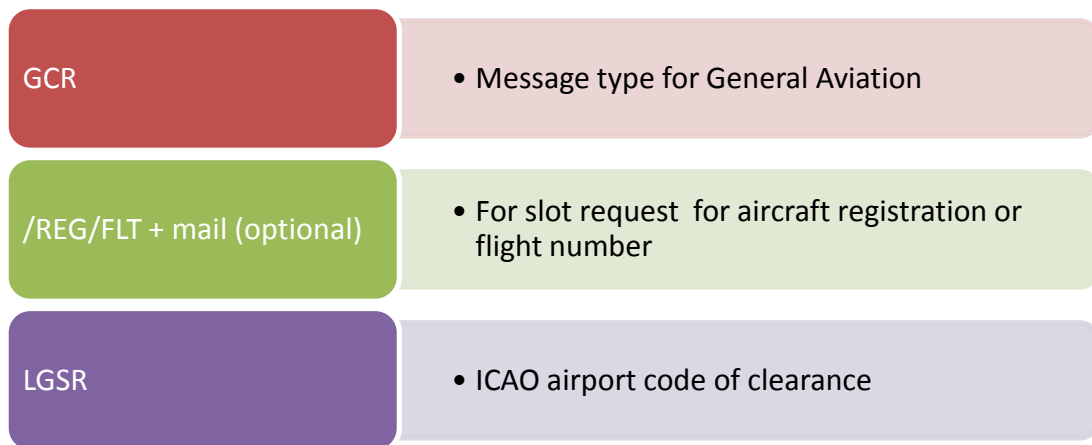 GCR
• Message type for General Aviation
/REG/FLT + mail (optional)
• For slot request  for aircraft registration or
flight number
LGSR
• ICAO airport code of clearance